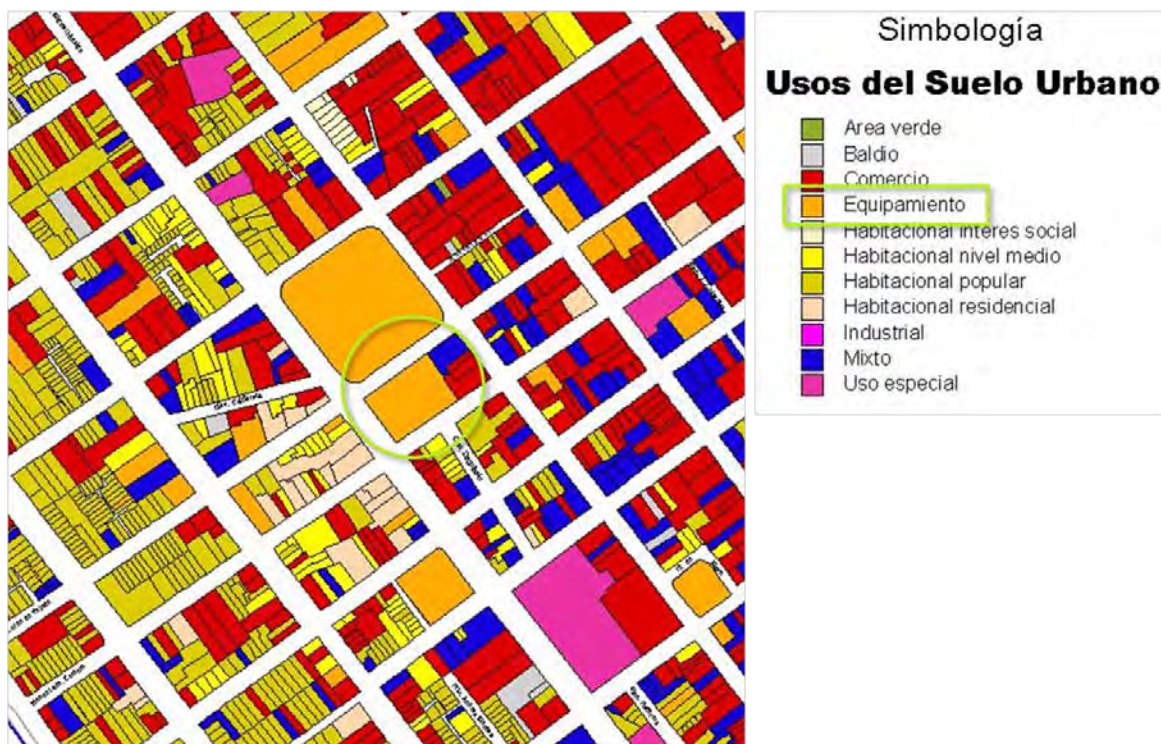 Simbología
Usos del Suelo Urbano
Area verde
Baldio
Comercio
Equipamiento
Habitacional interes social
Habitacional nivel medio
Habitacional popular
Habitacional residencial
Industrial
Mixto
Uso especial